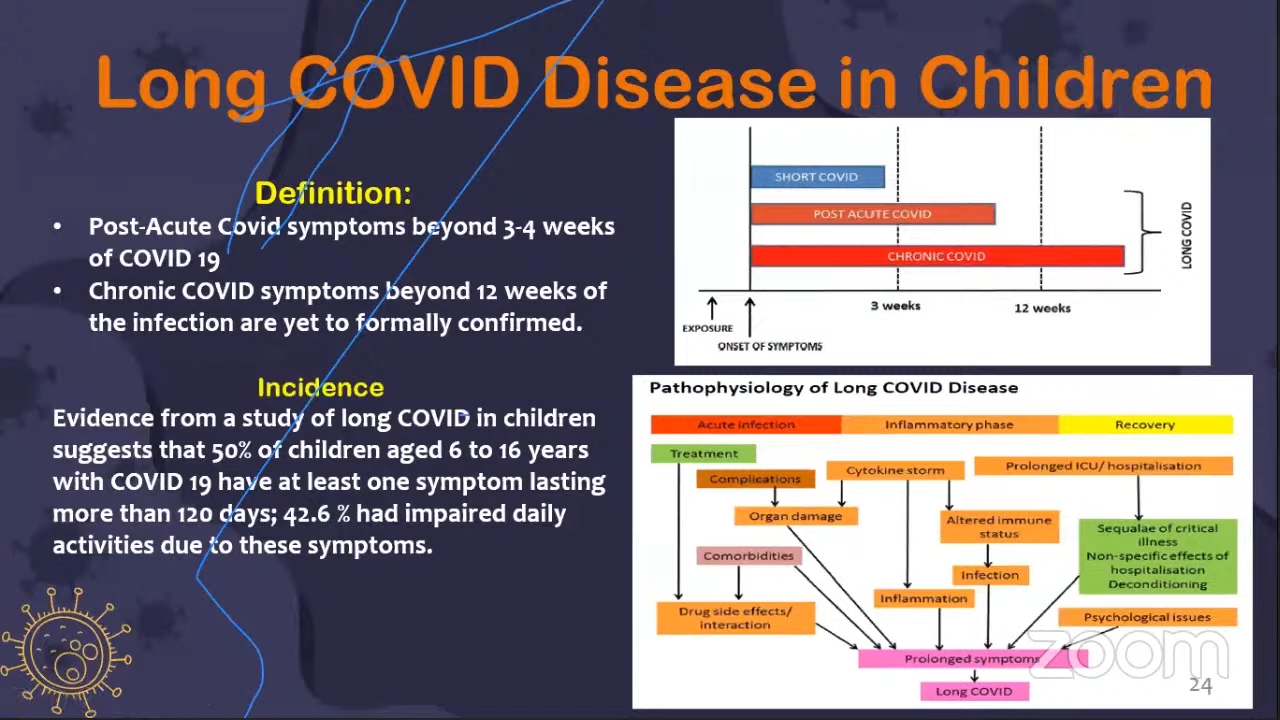 Long COVID Disease in Children
Definition:
• Post-Acute Covid symptoms beyond 3-4 weeks
of COVID 19
• Chronic COVID symptoms beyond 12 weeks of
the infection are yet to formally confirmed.
Incidence
Evidence from a study of long COVID in children
suggests that 50% of children aged 6 to 16 years
with COVID 19 have at least one symptom lasting
more than 120 days; 42.6 % had impaired daily
activities due to these symptoms.
SHORT COVID
POST ACUTE COVID
CHRONIC COVID
LONG COVID
3 weeks
12 weeks
EXPOSURE
ONSET OF SYMPTOMS
Pathophysiology of Long COVID Disease
Acute infection
Inflammatory phase
Recovery
Treatment
Complications
Cytokine storm
Prolonged ICU/ hospitalisation
Organ damage
Altered immune
status
Sequalae of critical
illness
Non-specific effects of
hospitalisation
Deconditioning
Comorbidities
Infection
Inflammation
Drug side effects/
interaction
Psychological issues
Prolonged symptoms
Long COVID
zoom
24